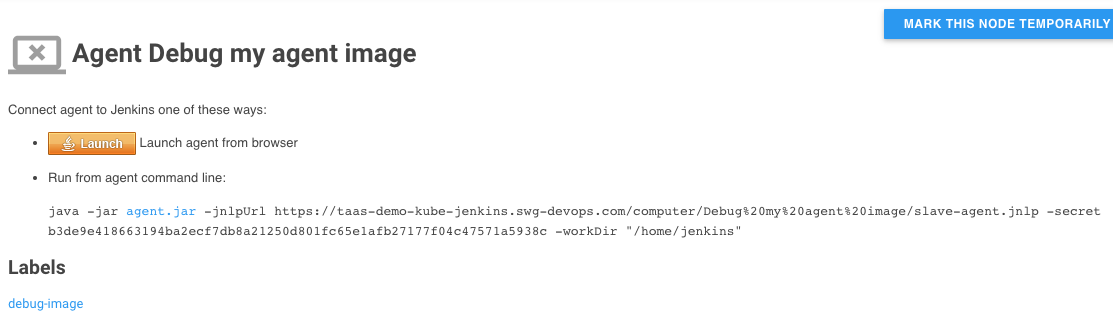 MARK THIS NODE TEMPORARILY
Agent Debug my agent image
Connect agent to Jenkins one of these ways:
Launch Launch agent from browser
Run from agent command line:
java -jar agent.jar -jnlpUrl https://taas-demo-kube-jenkins.swg-devops.com/computer/Debug%20my%20agent%20image/slave-agent.jnlp -secret
b3de9e418663194ba2ecf7db8a21250d801fc65e1afb27177f04c47571a5938c -workDir "/home/jenkins"
Labels
debug-image